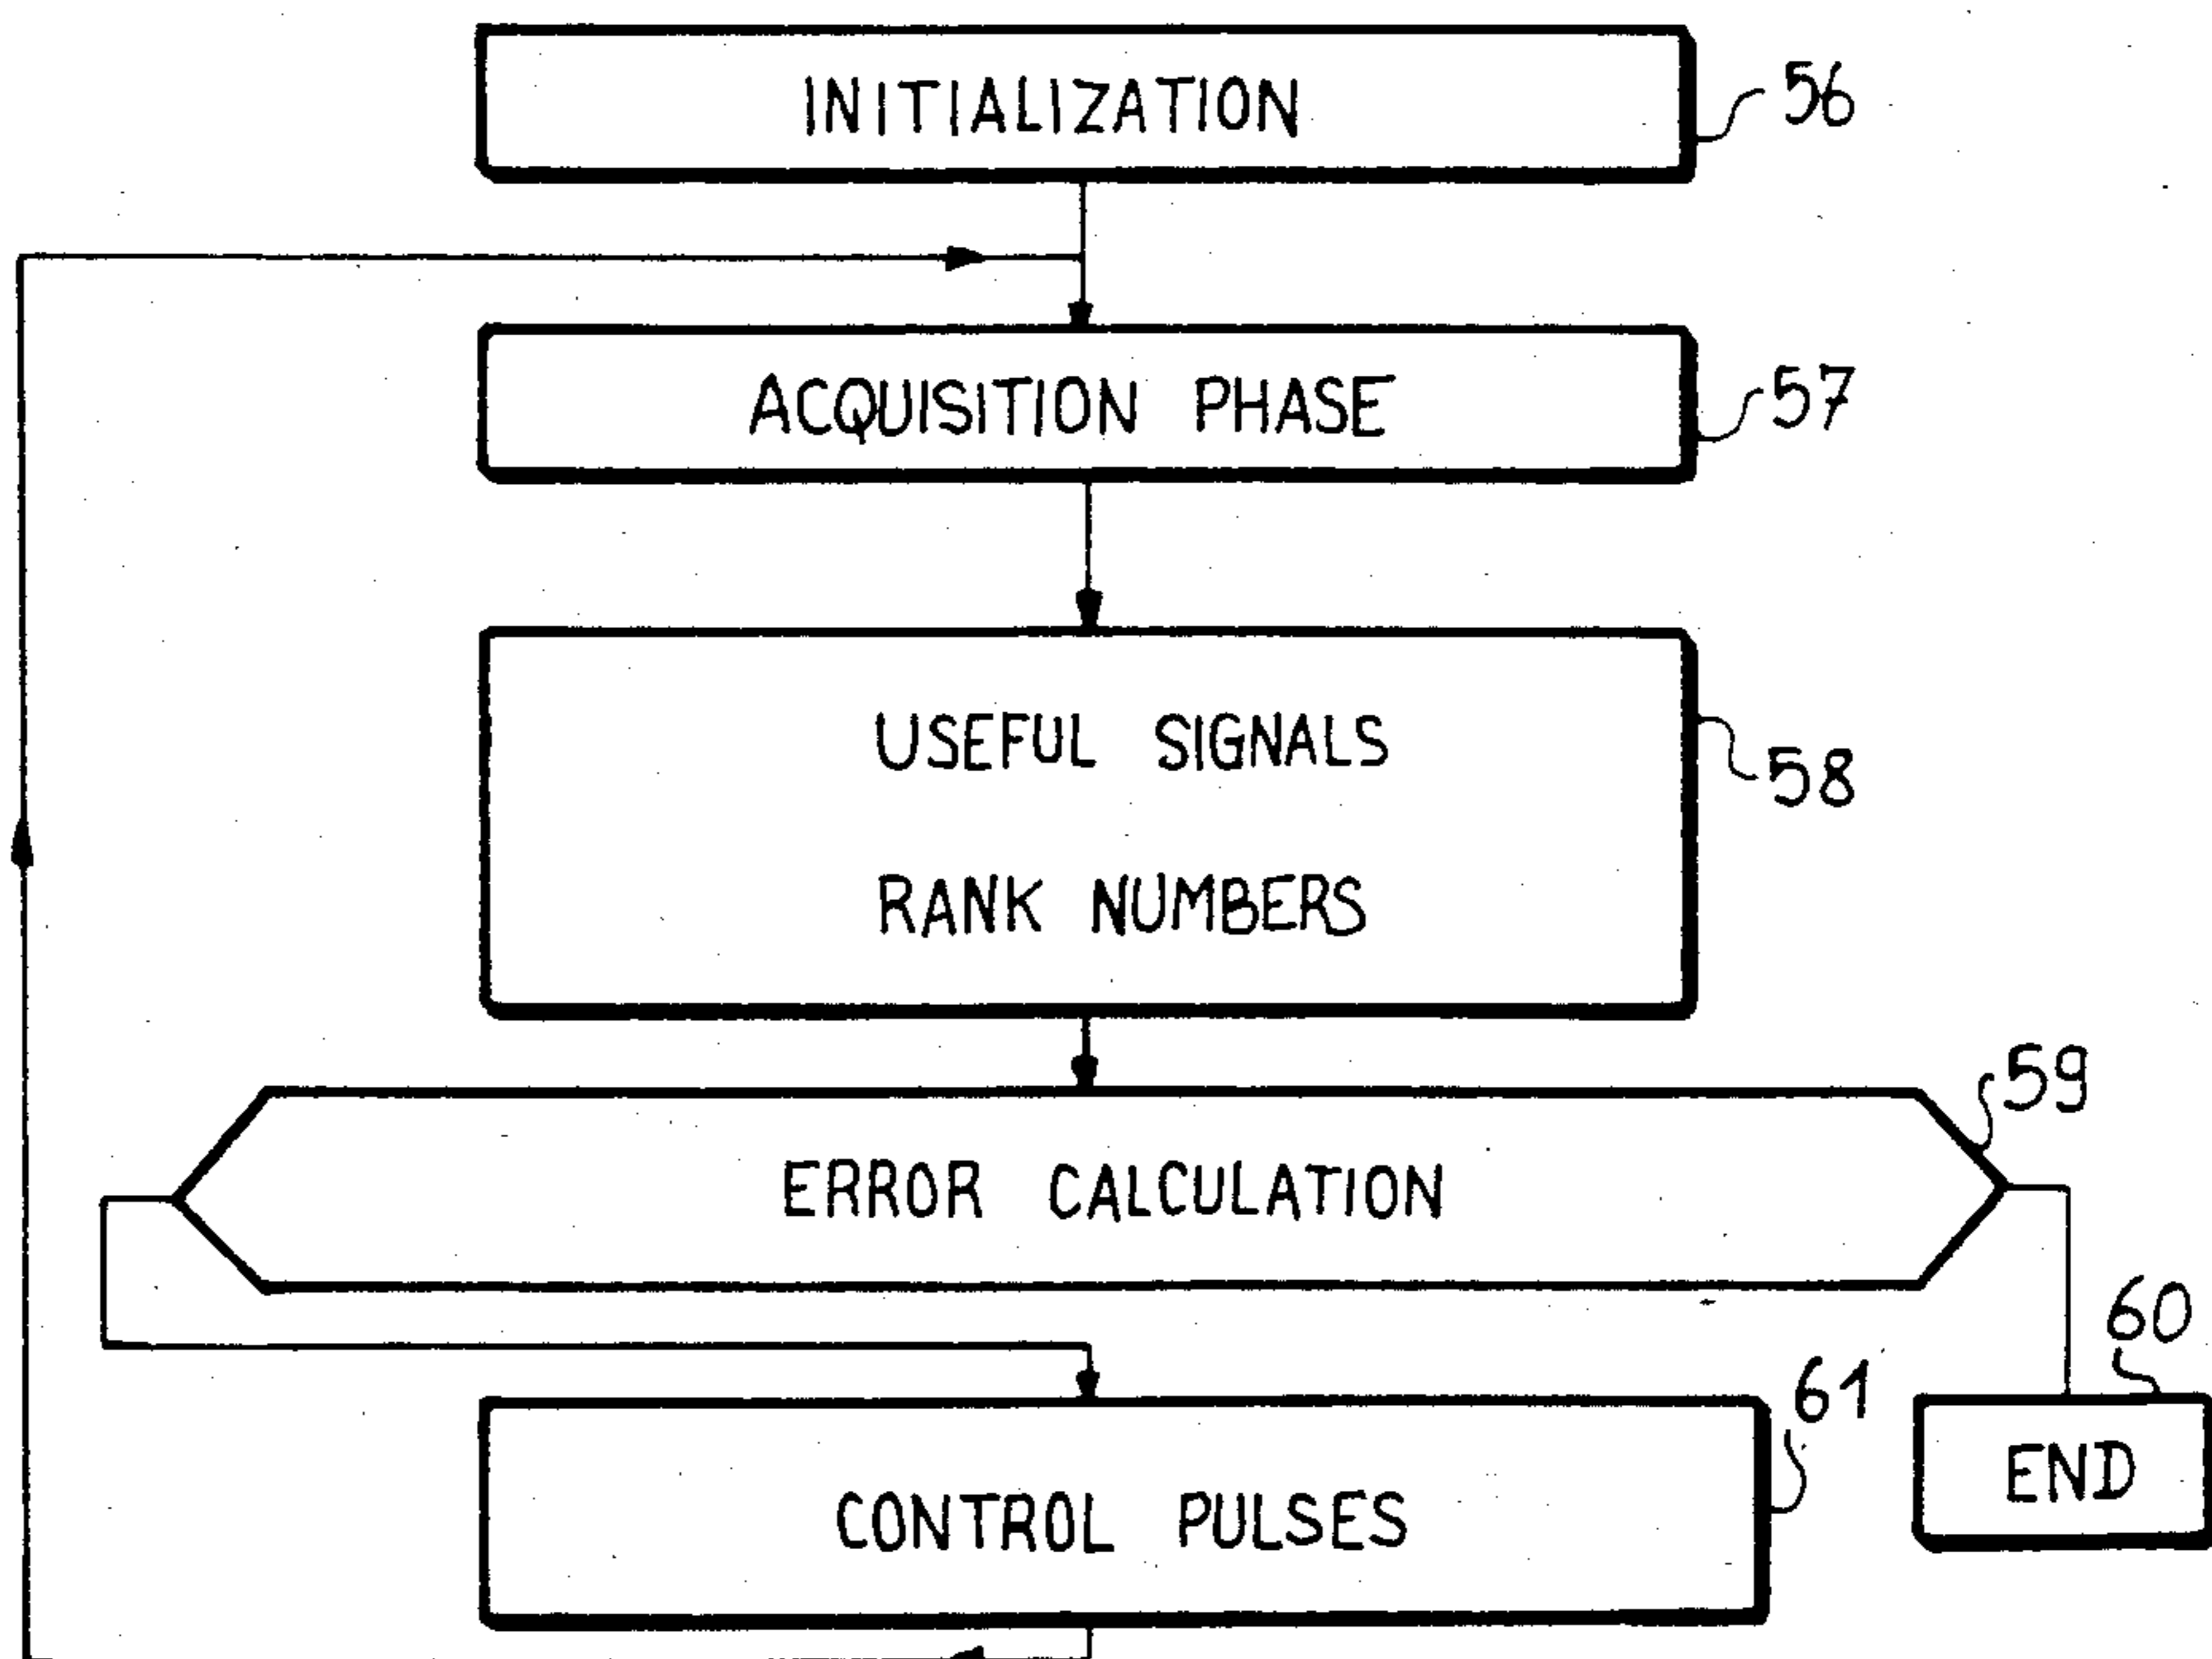 INITIALIZATION
56
ACQUISITION PHASE
57
USEFUL SIGNALS
58
RANK NUMBERS
59
ERROR CALCULATION
60
61
END
CONTROL PULSES